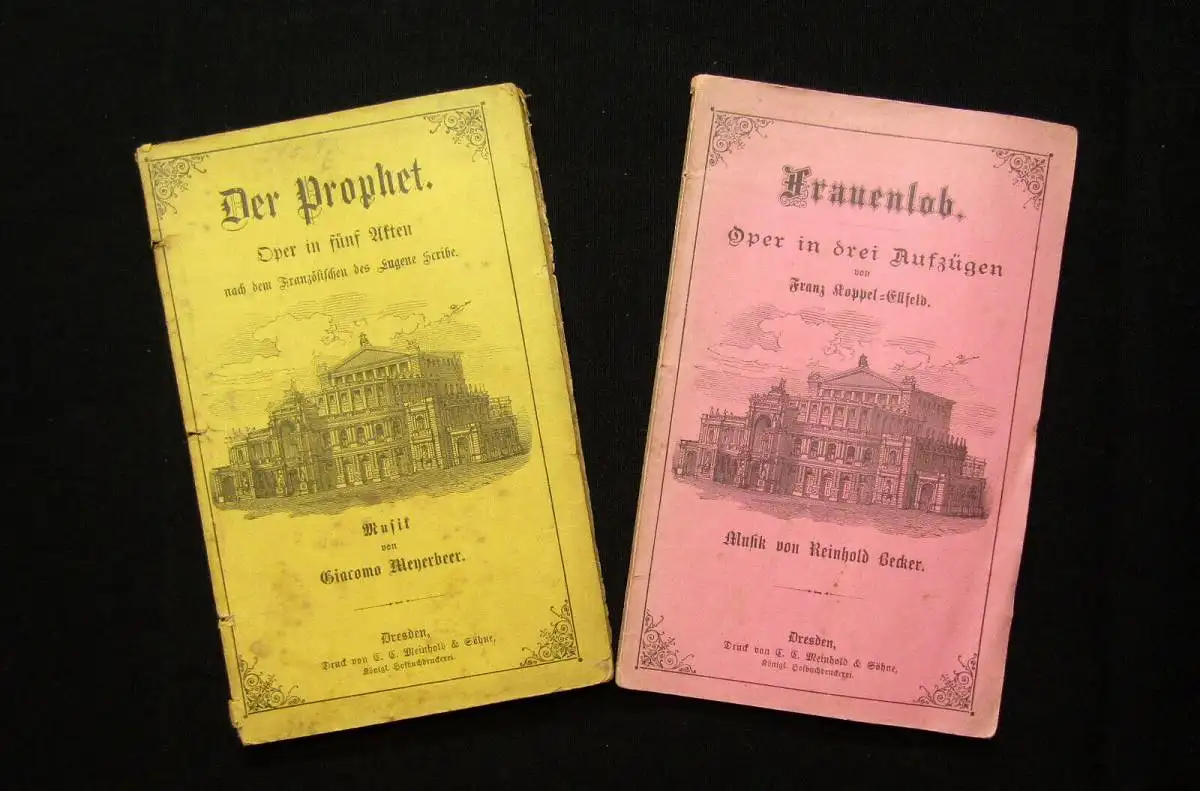 Der Prophet.
Oper in fünf Akten
nach dem Französischen des Eugene Scribe.
Musik
von
Giacomo Meyerbeer.
Dresden,
Druck von C. C. Meinhold & Söhne,
Königl. Hofbuchdruckerei.
Frauenlob.
Oper in drei Aufzügen
von
Franz Koppel=Ellfeld.
Musik von Reinhold Becker.
Dresden,
Druck von C. C. Meinhold & Söhne,
Königl. Hofbuchdruckerei.